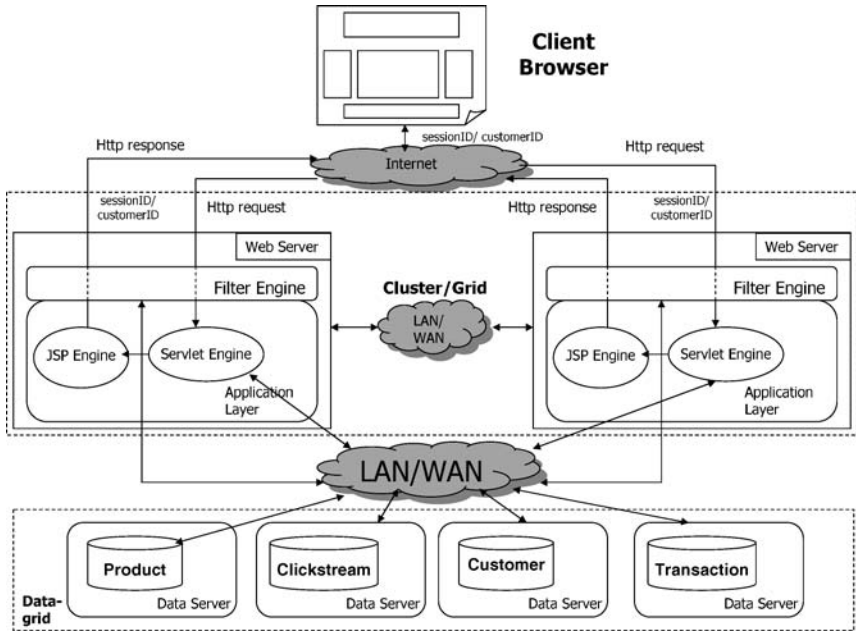 Client
Browser
sessionID/ customerID
Http response
Http request
Internet
sessionID/
customerID
Http request
Http response
sessionID/
customerID
Web Server
Web Server
Filter Engine
Cluster/Grid
Filter Engine
LAN/
WAN
JSP Engine
Servlet Engine
JSP Engine
Servlet Engine
Application
Layer
Application
Layer
LAN/WAN
Product
Clickstream
Customer
Transaction
Data-
grid
Data Server
Data Server
Data Server
Data Server